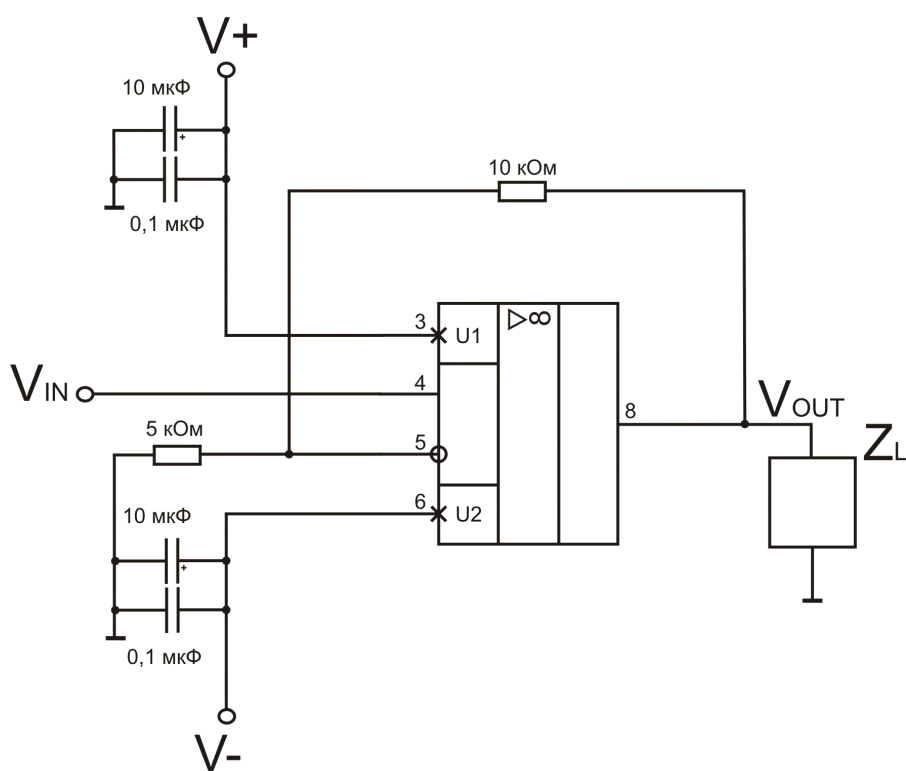 V+
10 мкФ
+
0,1 мкФ
10 кОм
▷∞
3
U1
VIN
4
VOUT
8
5 кОм
5
ZL
6
U2
10 мкФ
+
0,1 мкФ
V-